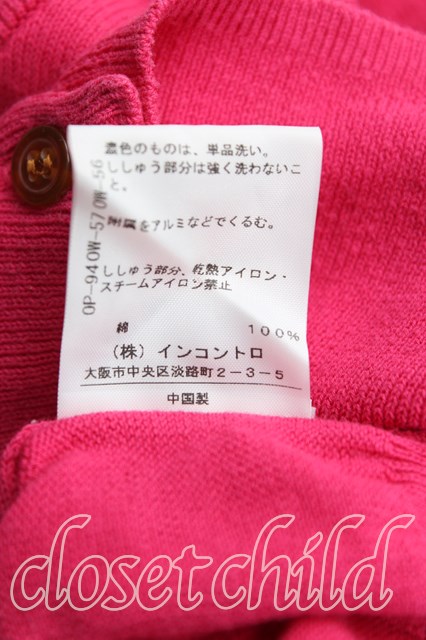 濃色のものは、単品洗い。
ししゅう部分は強く洗わないこ
と。
金属をアルミなどでくるむ。
ししゅう部分、乾熱アイロン・
スチームアイロン禁止
綿 100%
(株) インコントロ
大阪市中央区淡路町2-3-5
中国製
OP-940W-570W-56
closet child